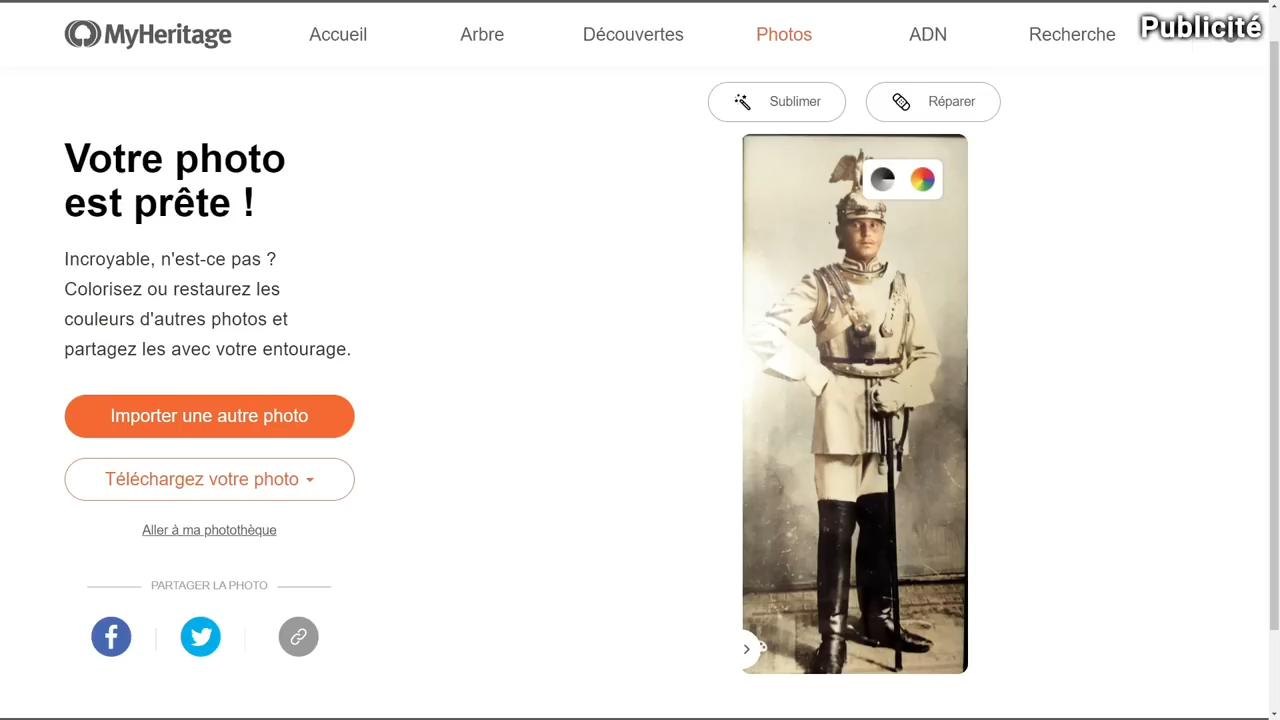 MyHeritage
Accueil
Arbre
Découvertes
Photos
ADN
Recherche
Publicité
Sublimer
Réparer
Votre photo
est prête !
Incroyable, n'est-ce pas ?
Colorisez ou restaurez les
couleurs d'autres photos et
partagez les avec votre entourage.
Importer une autre photo
Téléchargez votre photo
Aller à ma photothèque
PARTAGER LA PHOTO